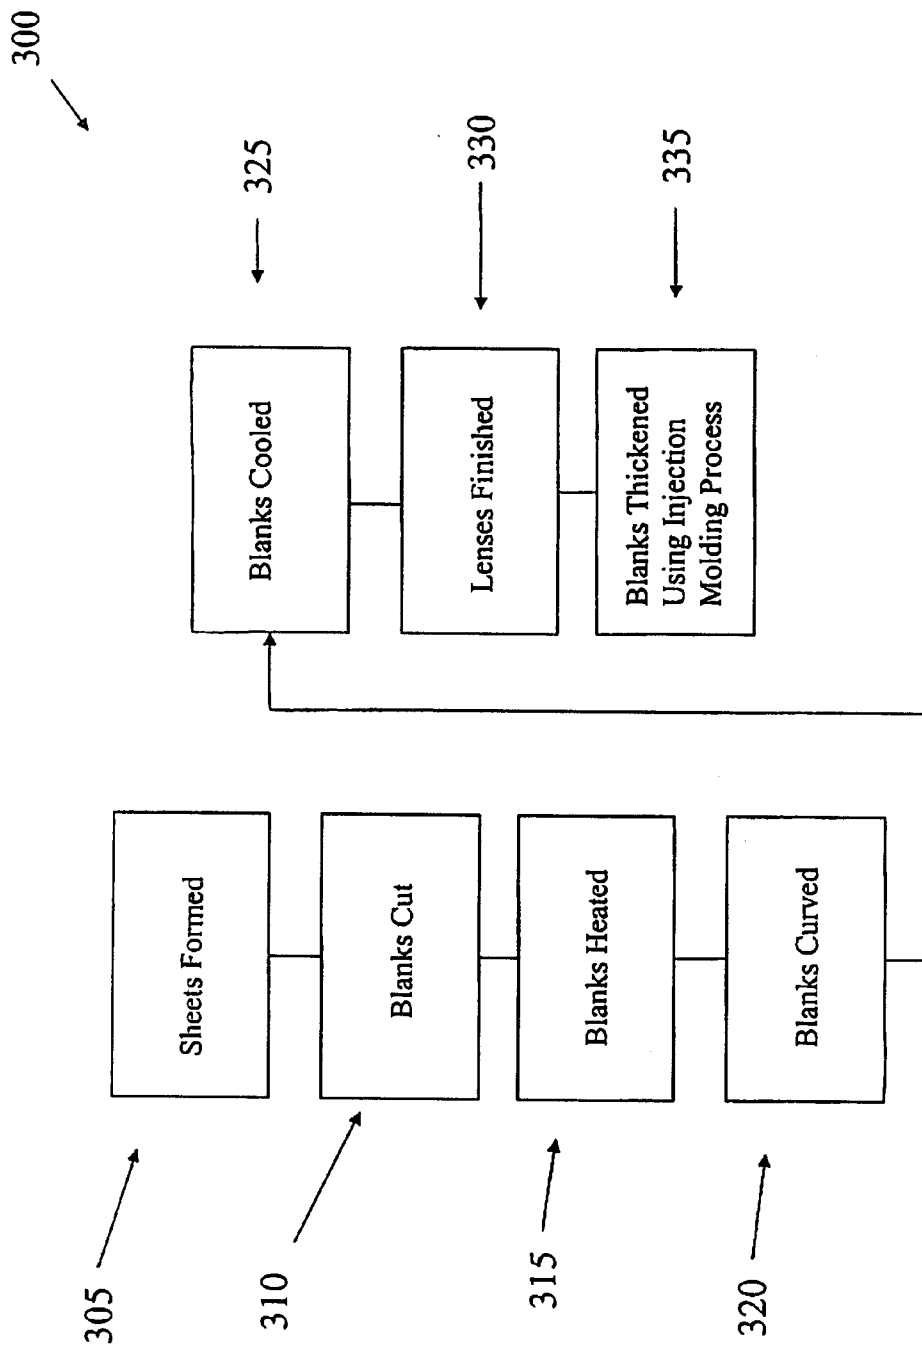 300
305
Sheets Formed
310
Blanks Cut
315
Blanks Heated
320
Blanks Curved
325
Blanks Cooled
330
Lenses Finished
335
Blanks Thickened
Using Injection
Molding Process